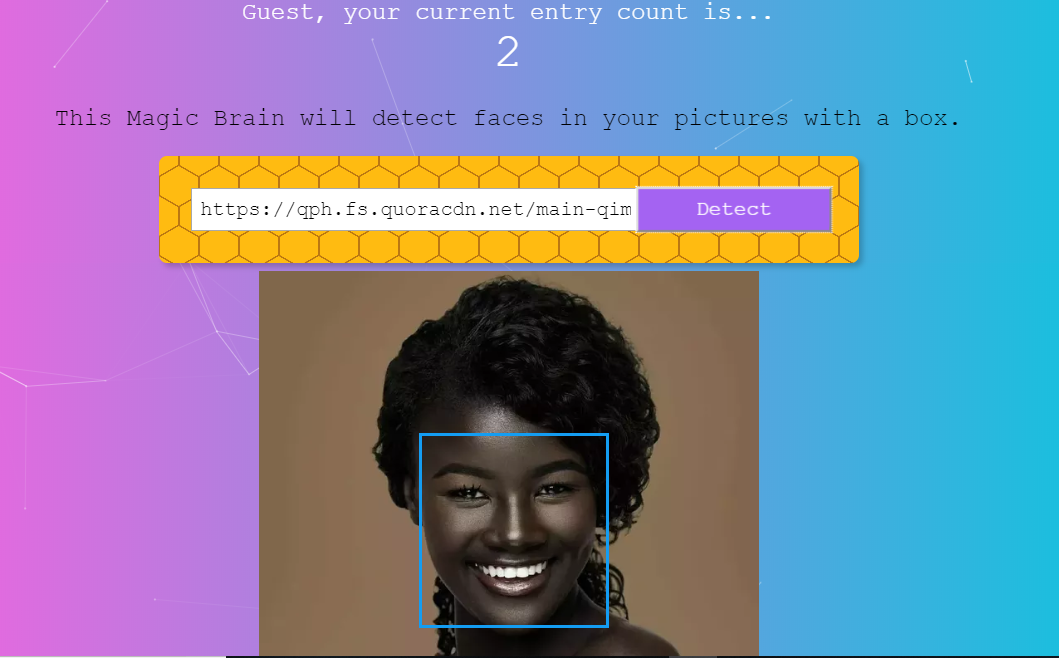 Guest, your current entry count is...
2
This Magic Brain will detect faces in your pictures with a box.
https://qph.fs.quoracdn.net/main-qim
Detect